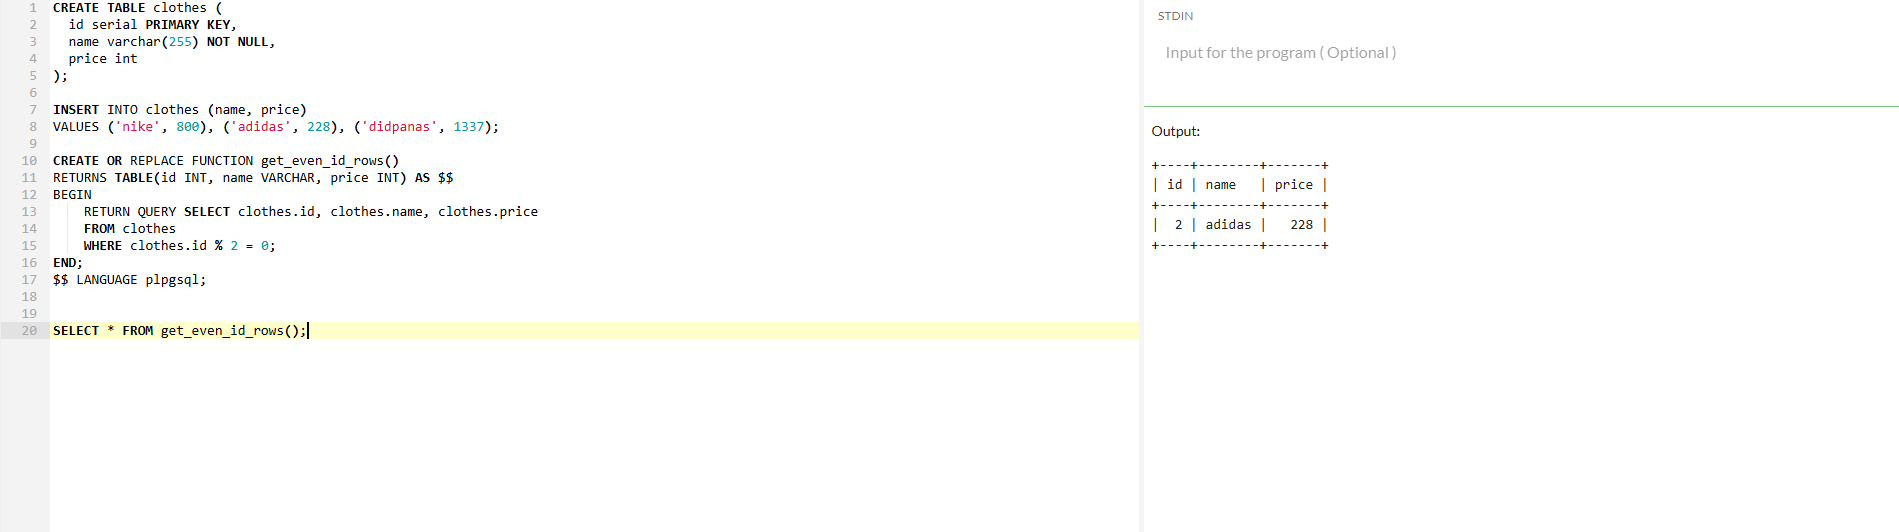 1 CREATE TABLE clothes (
2 id serial PRIMARY KEY,
3 name varchar(255) NOT NULL,
4 price int
5 );
6
7 INSERT INTO clothes (name, price)
8 VALUES ('nike', 800), ('adidas', 228), ('didpanas', 1337);
9
10 CREATE OR REPLACE FUNCTION get_even_id_rows()
11 RETURNS TABLE(id INT, name VARCHAR, price INT) AS $$
12 BEGIN
13 RETURN QUERY SELECT clothes.id, clothes.name, clothes.price
14 FROM clothes
15 WHERE clothes.id % 2 = 0;
16 END;
17 $$ LANGUAGE plpgsql;
18
19
20 SELECT * FROM get_even_id_rows();
STDIN
Input for the program ( Optional )
Output:
+----+--------+-------+
| id | name   | price |
+----+--------+-------+
|  2 | adidas |   228 |
+----+--------+-------+